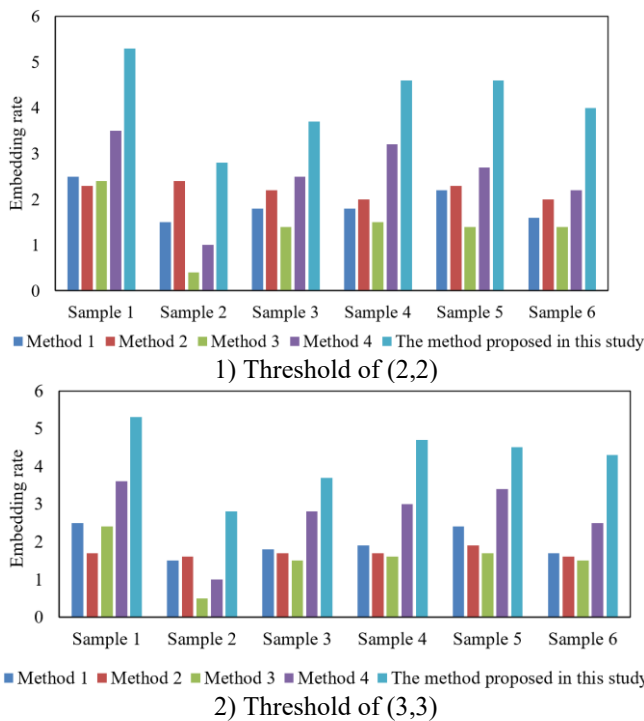 6
5
4
3
2
1
0
Embedding rate
Sample 1 Sample 2 Sample 3 Sample 4 Sample 5 Sample 6
Method 1 Method 2 Method 3 Method 4 The method proposed in this study
1) Threshold of (2,2)
6
5
4
3
2
1
0
Embedding rate
Sample 1 Sample 2 Sample 3 Sample 4 Sample 5 Sample 6
Method 1 Method 2 Method 3 Method 4 The method proposed in this study
2) Threshold of (3,3)